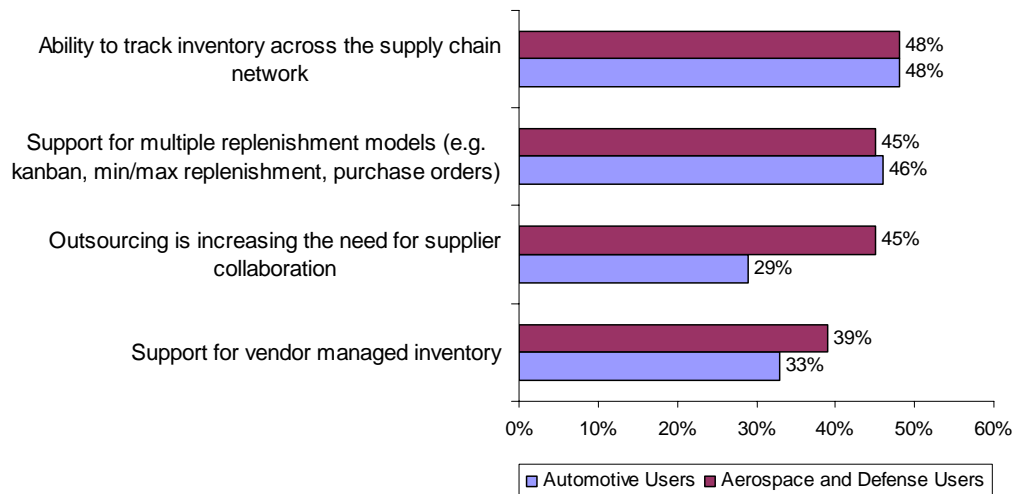 Ability to track inventory across the supply chain
network
48%
48%
Support for multiple replenishment models (e.g.
kanban, min/max replenishment, purchase orders)
45%
46%
Outsourcing is increasing the need for supplier
collaboration
45%
29%
Support for vendor managed inventory
39%
33%
0% 10% 20% 30% 40% 50% 60%
Automotive Users Aerospace and Defense Users